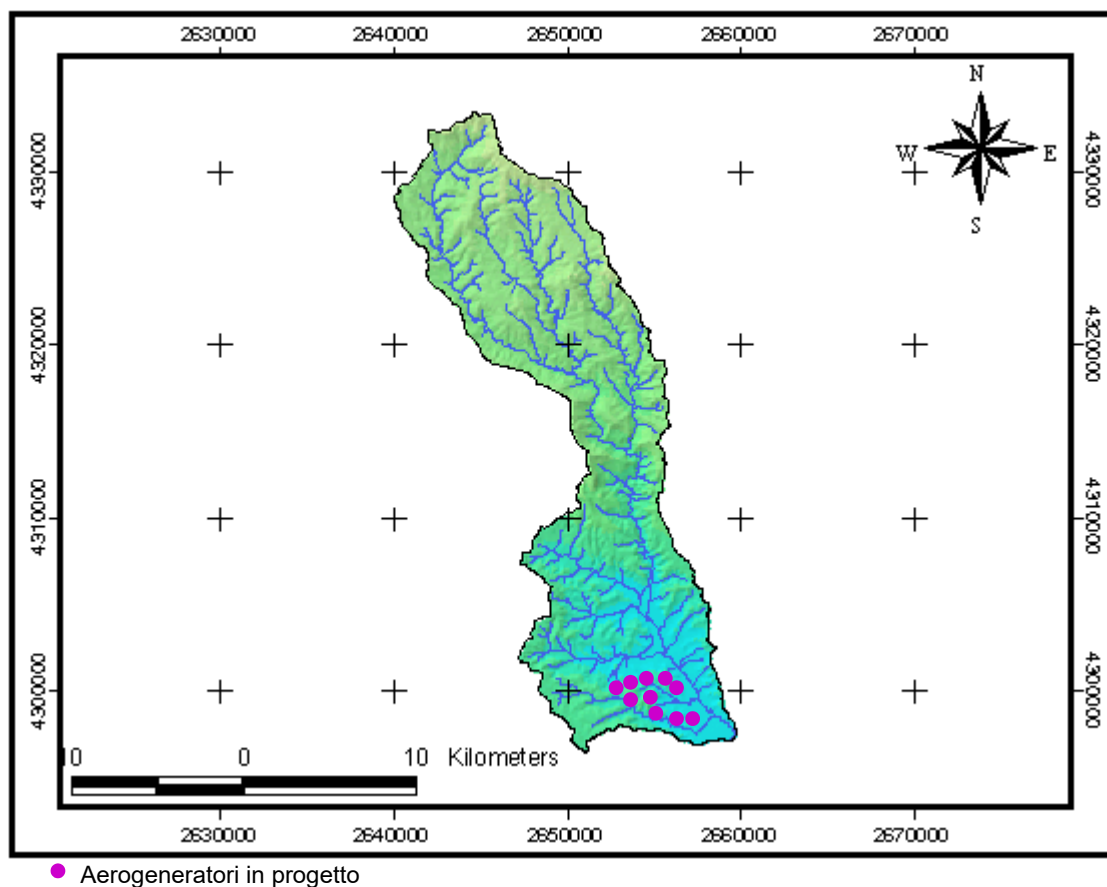 2630000 2640000 2650000 2660000 2670000
N
W E
S
4330000 4330000
4320000 4320000
4310000 4310000
4300000 4300000
10 0 10 Kilometers
2630000 2640000 2650000 2660000 2670000
Aerogeneratori in progetto